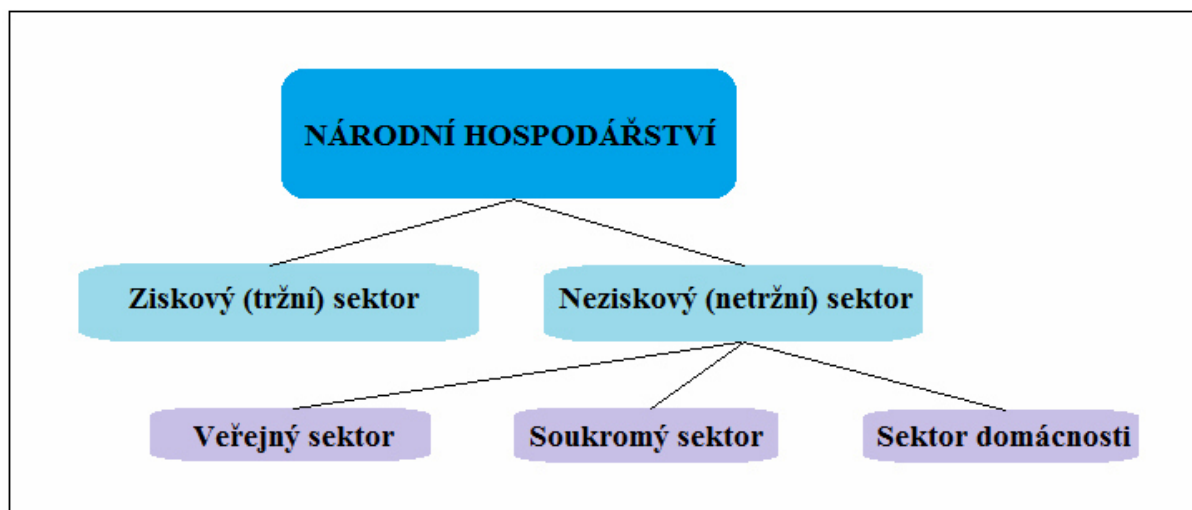 NÁRODNÍ HOSPODÁŘSTVÍ
Ziskový (tržní) sektor
Neziskový (netržní) sektor
Veřejný sektor
Soukromý sektor
Sektor domácnosti